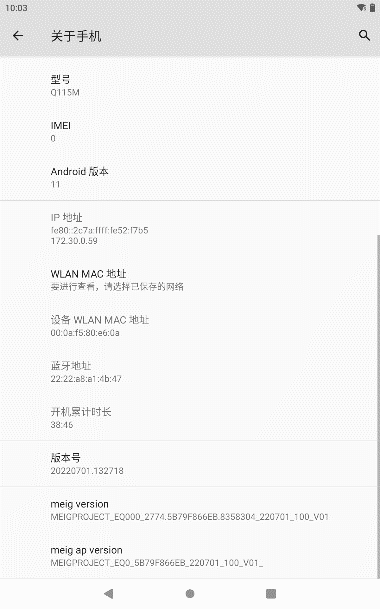 10:03
关于手机
型号
Q115M
IMEI
0
Android 版本
11
IP 地址
fe80::2c7a:ffff:fe52:f7b5
172.30.0.59
WLAN MAC 地址
要进行查看，请选择已保存的网络
设备 WLAN MAC 地址
00:0a:f5:80:e6:0a
蓝牙地址
22:22:a8:a1:4b:47
开机累计时长
38:46
版本号
20220701.132718
meig version
MEIGPROJECT_EQ000_2774.5B79F866EB.8358304_220701_100_V01
meig ap version
MEIGPROJECT_EQ0_5B79F866EB_220701_100_V01_